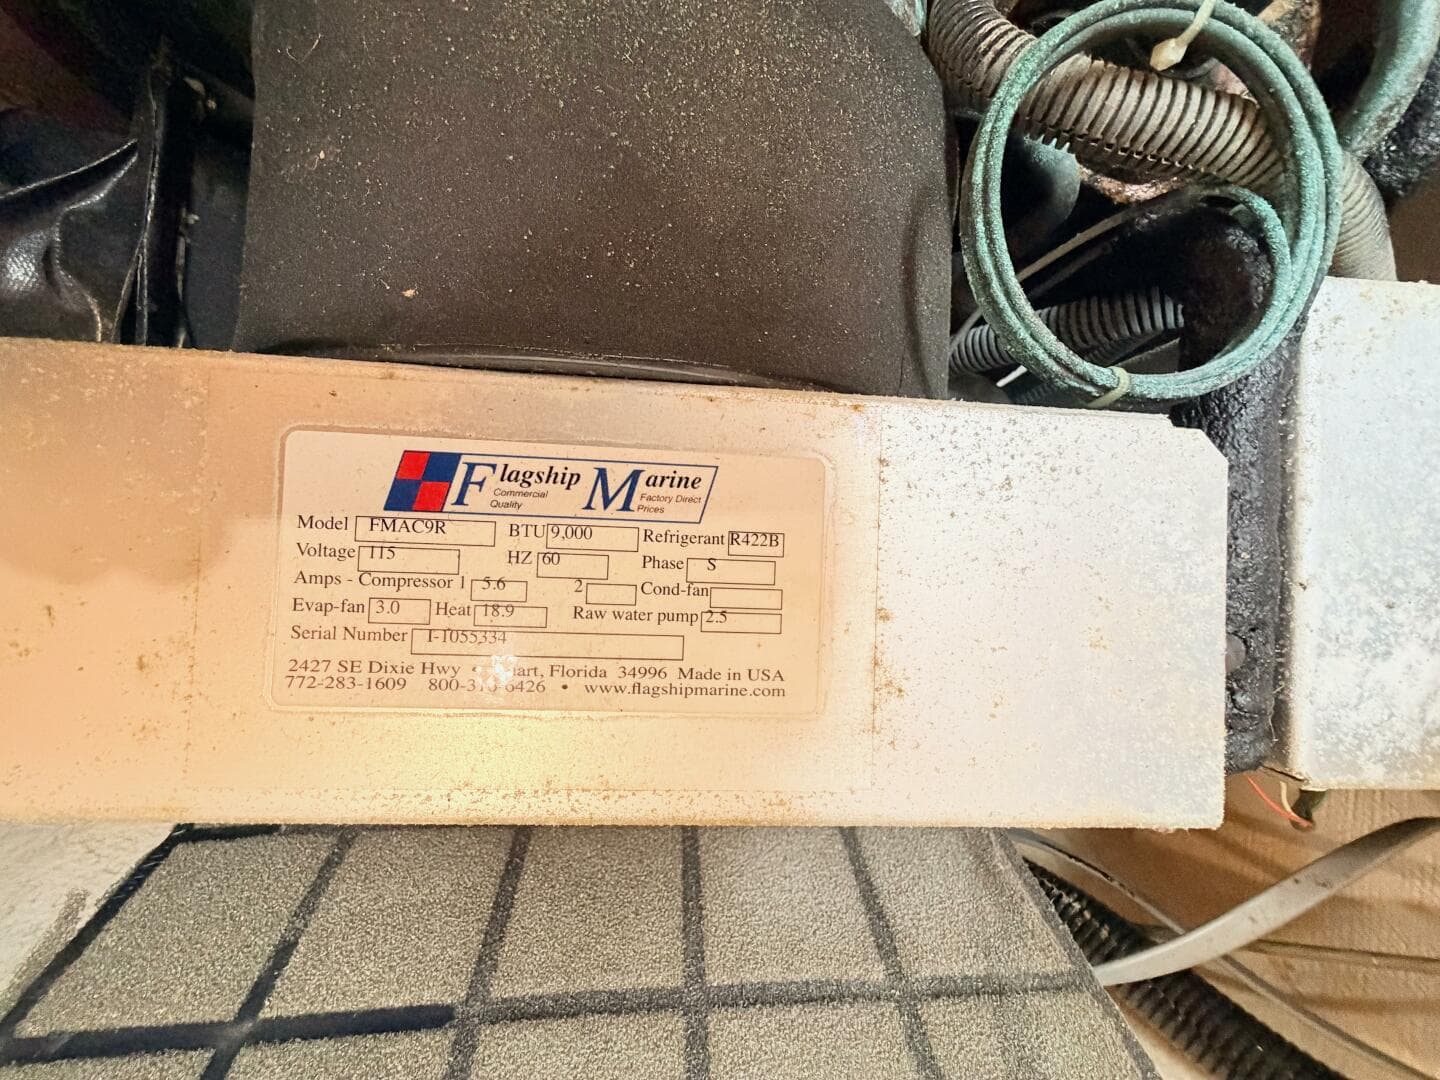 Flagship Marine
Commercial Quality
Factory Direct Prices
Model FMAC9R BTU 9,000 Refrigerant R422B
Voltage 115 HZ 60 Phase S
Amps - Compressor 1 5.6 2 Cond-fan
Evap-fan 3.0 Heat 18.9 Raw water pump 2.5
Serial Number I-1055334
2427 SE Dixie Hwy • Florida 34996 Made in USA
772-283-1609 • www.flagshipmarine.com